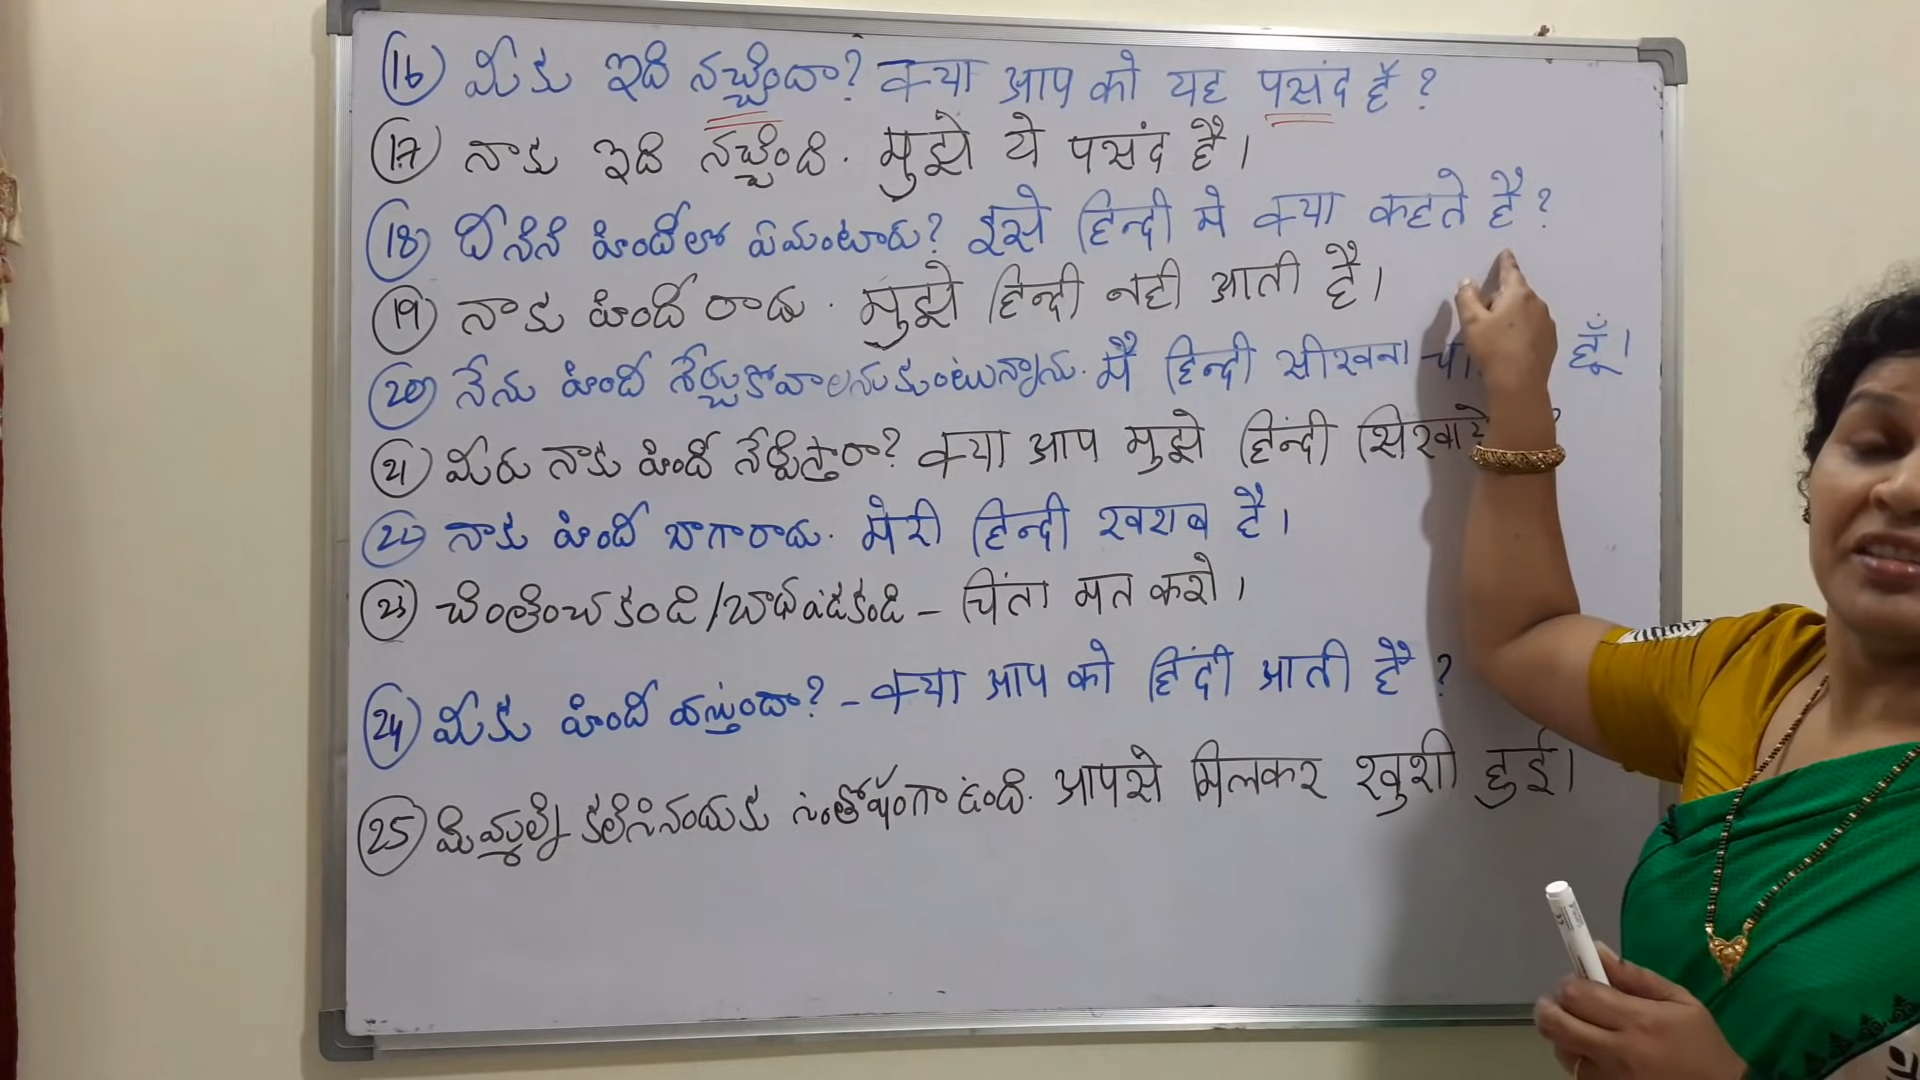 16 మీకు ఇది నచ్చిందా? क्या आप को यह पसंद है ?
17 నాకు ఇది నచ్చింది. मुझे ये पसंद है।
18 దీనిని హిందీలో ఏమంటారు? इसे हिन्दी मे क्या कहते है ?
19 నాకు హిందీ రాదు. मुझे हिन्दी नही आती है।
20 నేను హిందీ నేర్చుకోవాలనుకుంటున్నాను. मै हिन्दी सीखना हूँ।
21 మీరు నాకు హిందీ నేర్పిస్తారా? क्या आप मुझे हिंन्दी
22 నాకు హిందీ బాగారాదు. मेरी हिन्दी खराब है।
23 చింతించకండి/బాధపడకండి – चिंता मत करो।
24 మీకు హిందీ వస్తుందా? – क्या आप को हिंदी आती है ?
25 మిమ్మల్ని కలిసినందుకు సంతోషంగా ఉంది. आपसे मिलकर खुशी हुई।